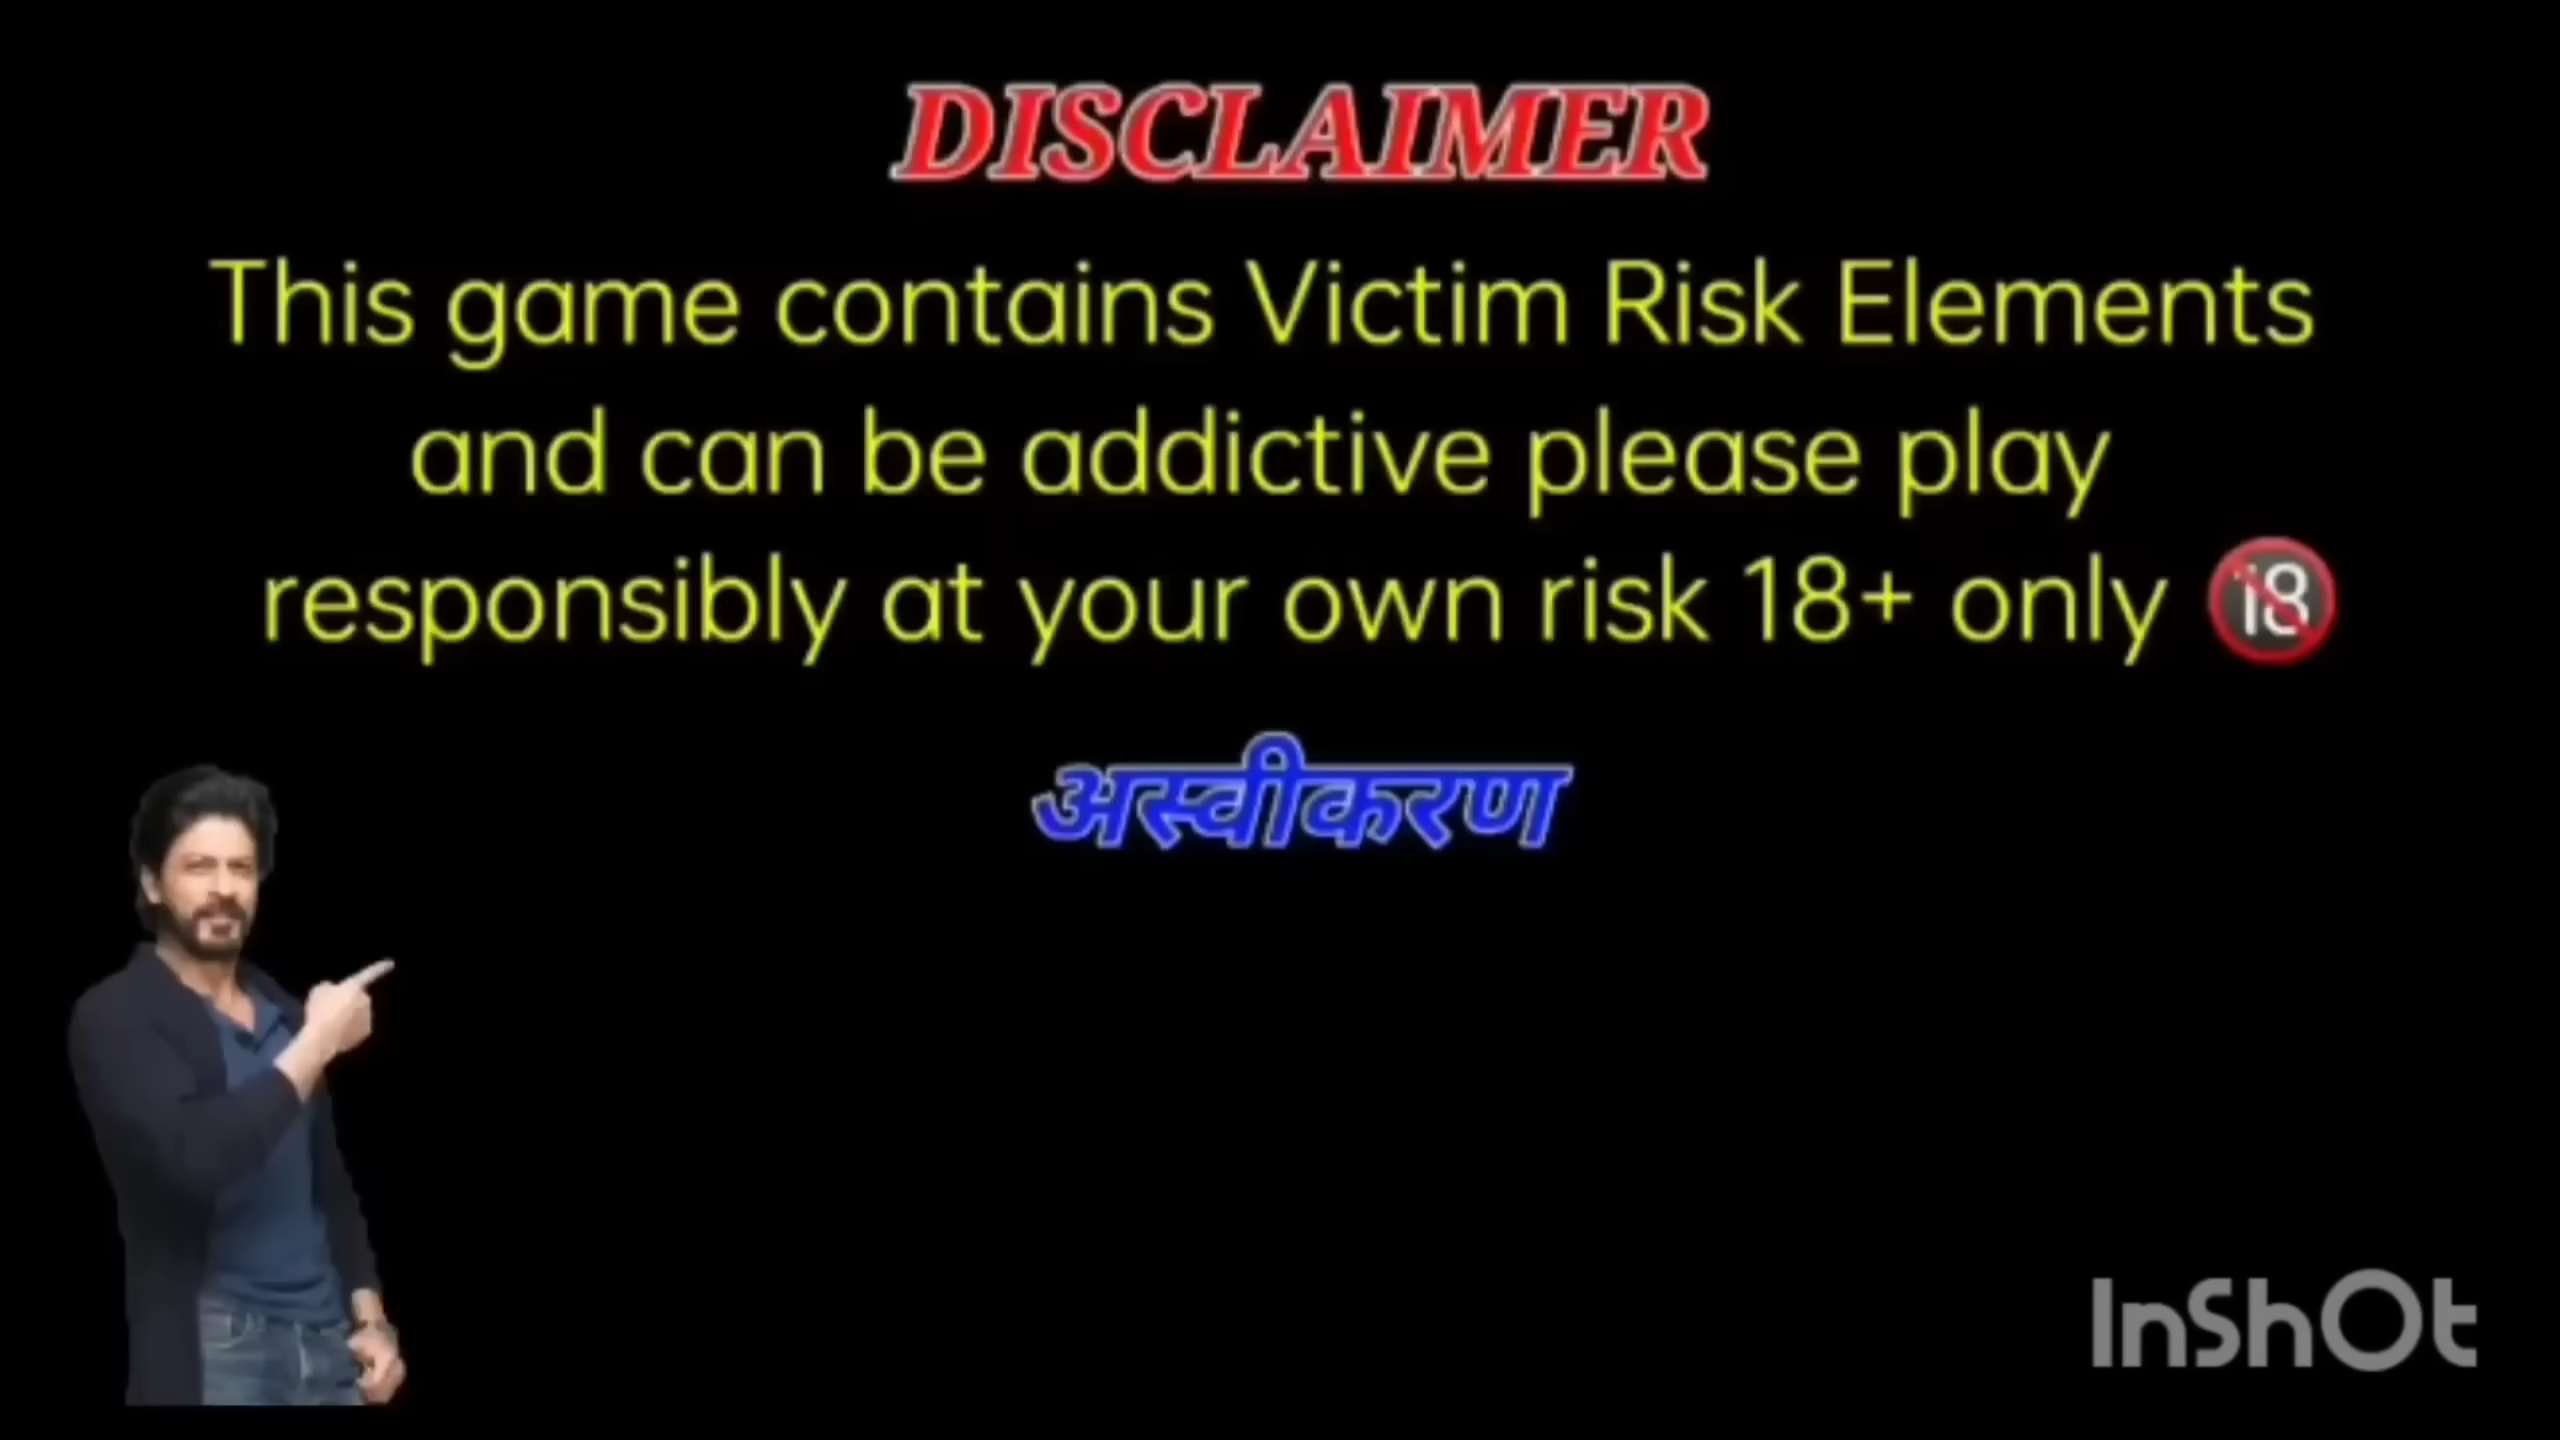 DISCLAIMER
This game contains Victim Risk Elements
and can be addictive please play
responsibly at your own risk 18+ only 🔞
अस्वीकरण
InShOt